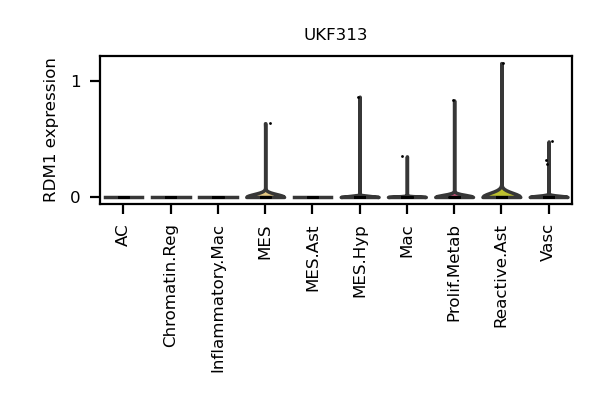 UKF313
RDM1 expression
1
0
AC
Chromatin.Reg
Inflammatory.Mac
MES
MES.Ast
MES.Hyp
Mac
Prolif.Metab
Reactive.Ast
Vasc